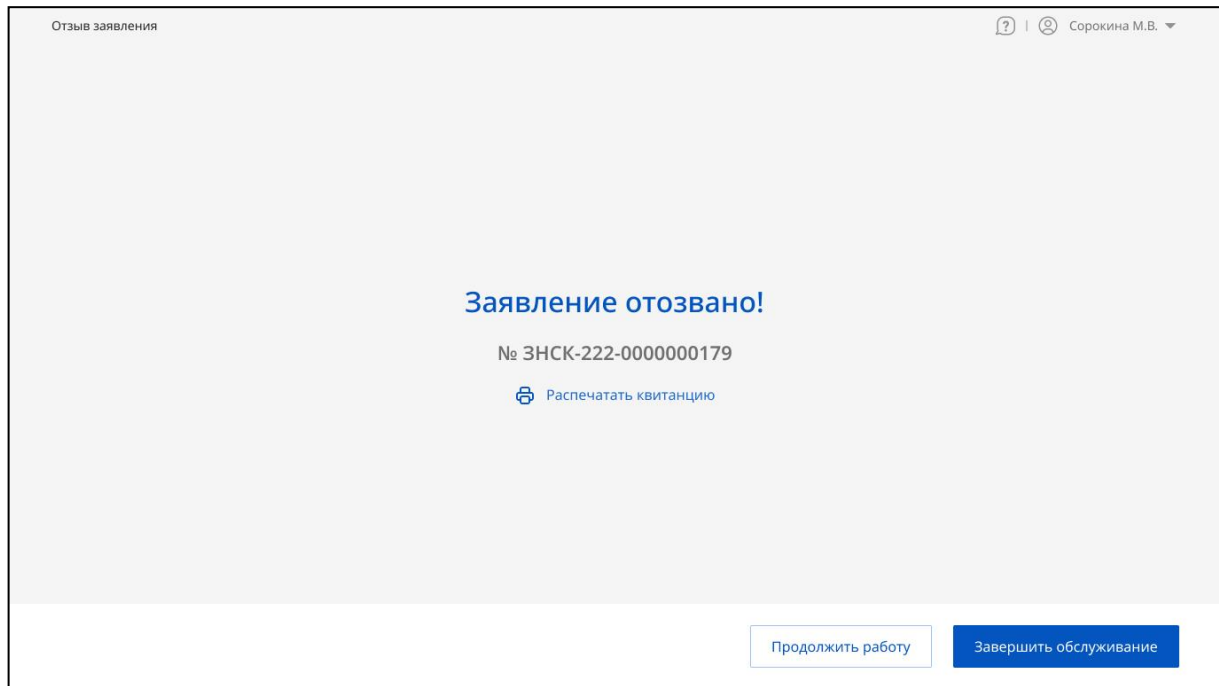 Отзыв заявления
Сорокина М.В.
Заявление отозвано!
№ ЗНСК-222-0000000179
Распечатать квитанцию
Продолжить работу
Завершить обслуживание